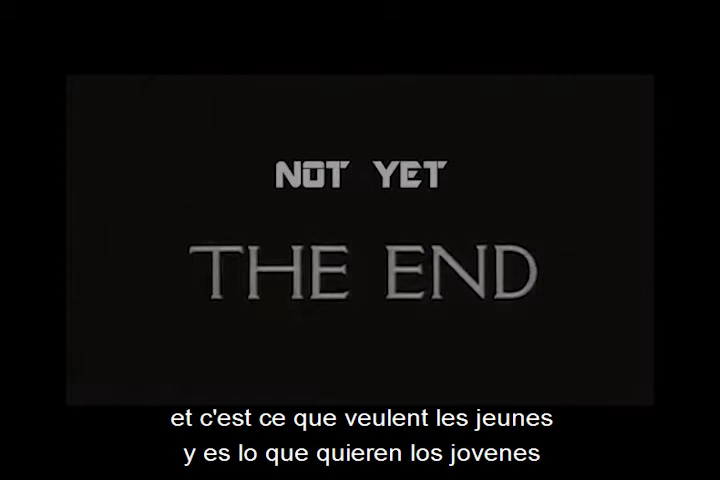 NOT YET
THE END
et c'est ce que veulent les jeunes
y es lo que quieren los jovenes